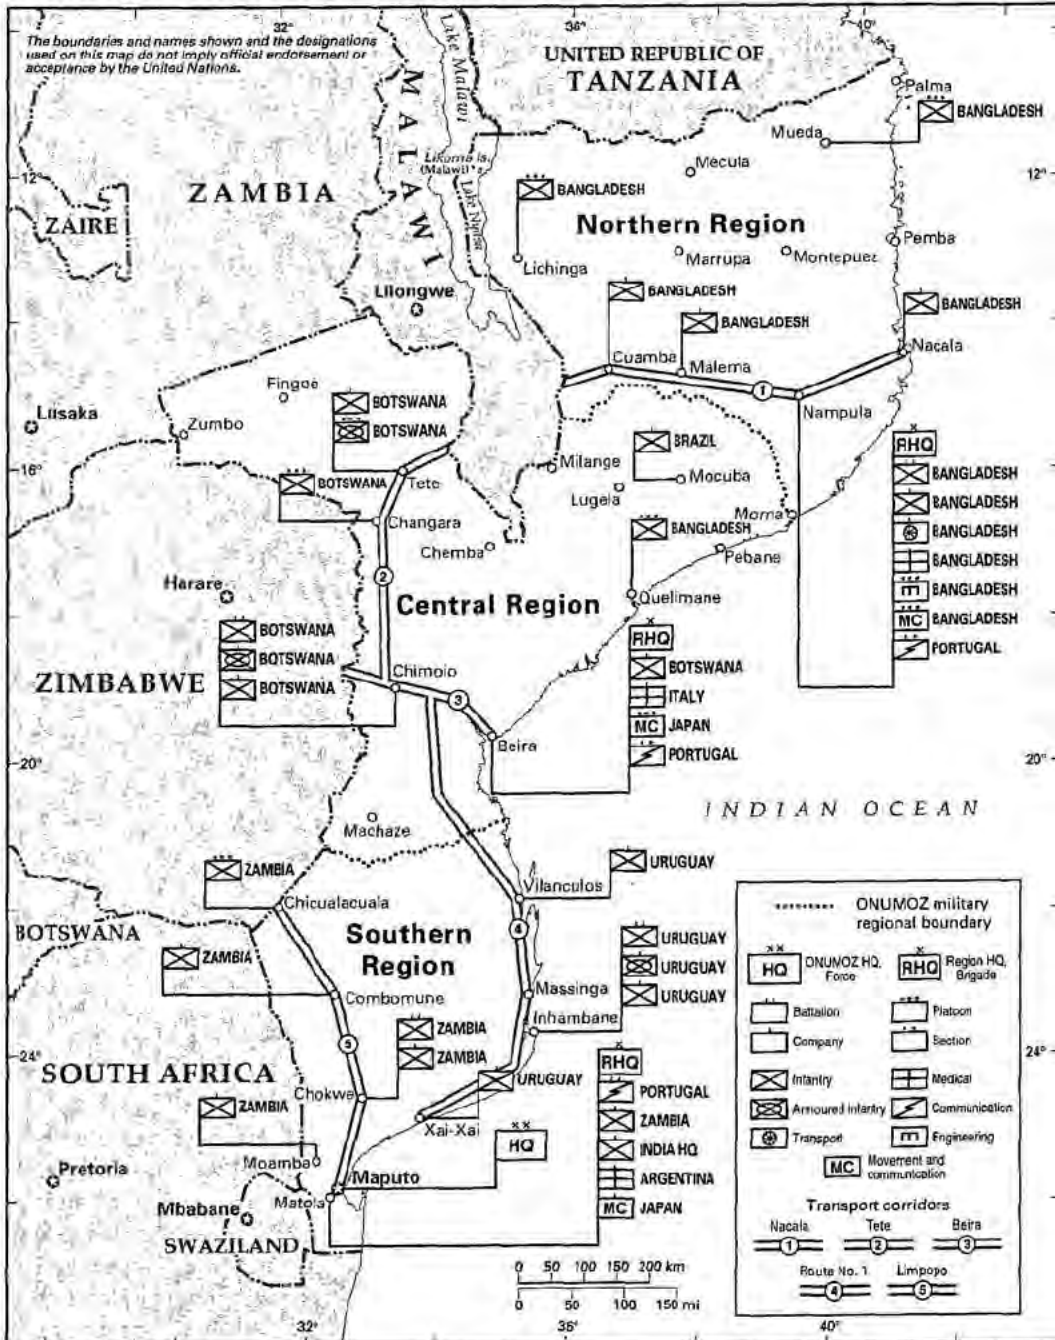 32°
36°
40°
The boundaries and names shown and the designations
used on this map do not imply official endorsement or
acceptance by the United Nations.
UNITED REPUBLIC OF
TANZANIA
MALAWI
Lake Malawi
Palma
BANGLADESH
Mueda
Likoma Is.
(Malawi)
Mecula
12°
12°
ZAMBIA
BANGLADESH
ZAIRE
Northern Region
Pemba
Lichinga
Marrupa
Montepuez
Lilongwe
BANGLADESH
BANGLADESH
BANGLADESH
Nacala
Cuamba
Malema
1
Nampula
Fingoe
BOTSWANA
BOTSWANA
Lusaka
Zumbo
BRAZIL
RHQ
16°
Milange
Mocuba
BANGLADESH
BOTSWANA
Tete
Lugela
BANGLADESH
Changara
Moma
BANGLADESH
BANGLADESH
Chemba
Pebane
BANGLADESH
2
Harare
Quelimane
BANGLADESH
Central Region
MC BANGLADESH
PORTUGAL
BOTSWANA
RHQ
BOTSWANA
BOTSWANA
BOTSWANA
ZIMBABWE
Chimoio
ITALY
3
MC JAPAN
Beira
PORTUGAL
20°
20°
INDIAN OCEAN
Machaze
ZAMBIA
URUGUAY
Vilanculos
Chicualacuala
BOTSWANA
Southern
Region
4
URUGUAY
ZAMBIA
URUGUAY
URUGUAY
Combomune
Massinga
Inhambane
ZAMBIA
ZAMBIA
5
24°
24°
SOUTH AFRICA
RHQ
URUGUAY
PORTUGAL
Chokwe
ZAMBIA
ZAMBIA
Xai-Xai
HQ
INDIA HQ
Moamba
Pretoria
Maputo
ARGENTINA
Matola
MC JAPAN
Mbabane
SWAZILAND
ONUMOZ military
regional boundary
HQ ONUMOZ HQ, Force
RHQ Region HQ, Brigade
Battalion
Platoon
Company
Section
Infantry
Medical
Armoured Infantry
Communication
Transport
Engineering
MC Movement and communication
Transport corridors
Nacala Tete Beira
1 2 3
Route No. 1 Limpopo
4 5
0 50 100 150 200 km
0 50 100 150 mi
32°
36°
40°